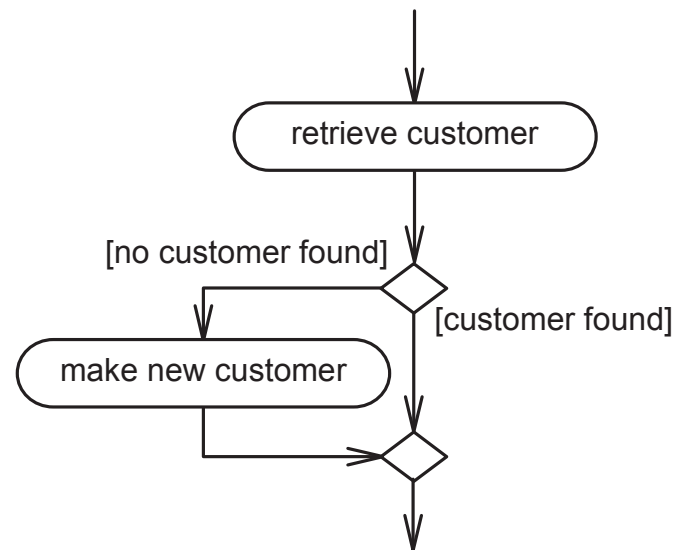 retrieve customer
[no customer found]
[customer found]
make new customer